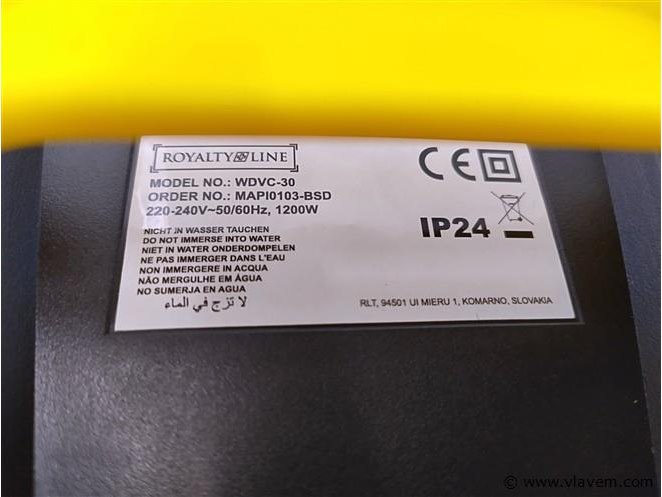 ROYALTY LINE
MODEL NO.: WDVC-30
ORDER NO.: MAPI0103-BSD
220-240V~50/60Hz, 1200W
CE
IP24
NICHT IN WASSER TAUCHEN
DO NOT IMMERSE INTO WATER
NIET IN WATER ONDERDOMPELEN
NE PAS IMMERGER DANS L'EAU
NON IMMERGERE IN ACQUA
NÃO MERGULHE EM ÁGUA
NO SUMERJA EN AGUA
لا تزج في الماء
RLT, 94501 UI MIERU 1, KOMARNO, SLOVAKIA
© www.vlavem.com